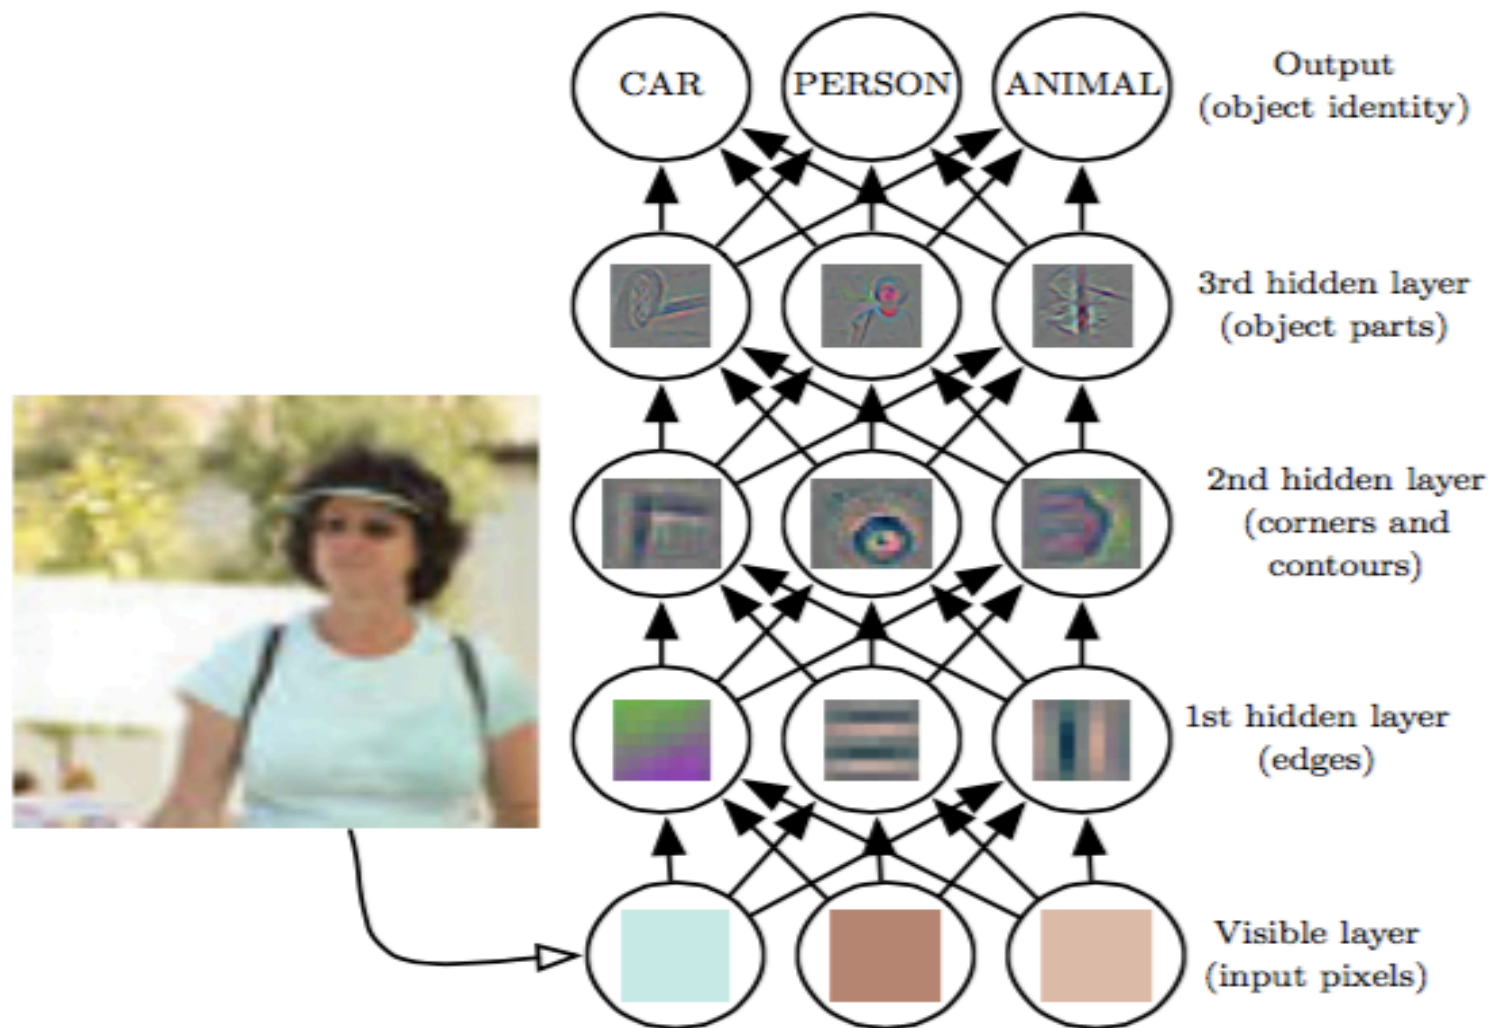 CAR PERSON ANIMAL
Output
(object identity)
3rd hidden layer
(object parts)
2nd hidden layer
(corners and
contours)
1st hidden layer
(edges)
Visible layer
(input pixels)